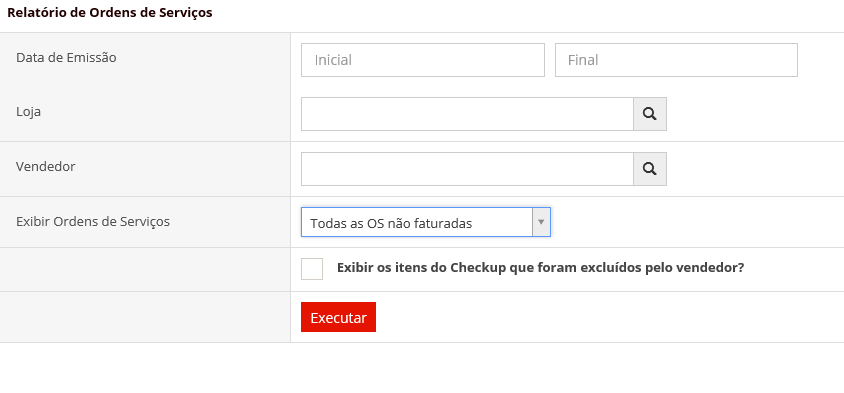 Relatório de Ordens de Serviços
Data de Emissão
Inicial
Final
Loja
Vendedor
Exibir Ordens de Serviços
Todas as OS não faturadas
Exibir os itens do Checkup que foram excluídos pelo vendedor?
Executar